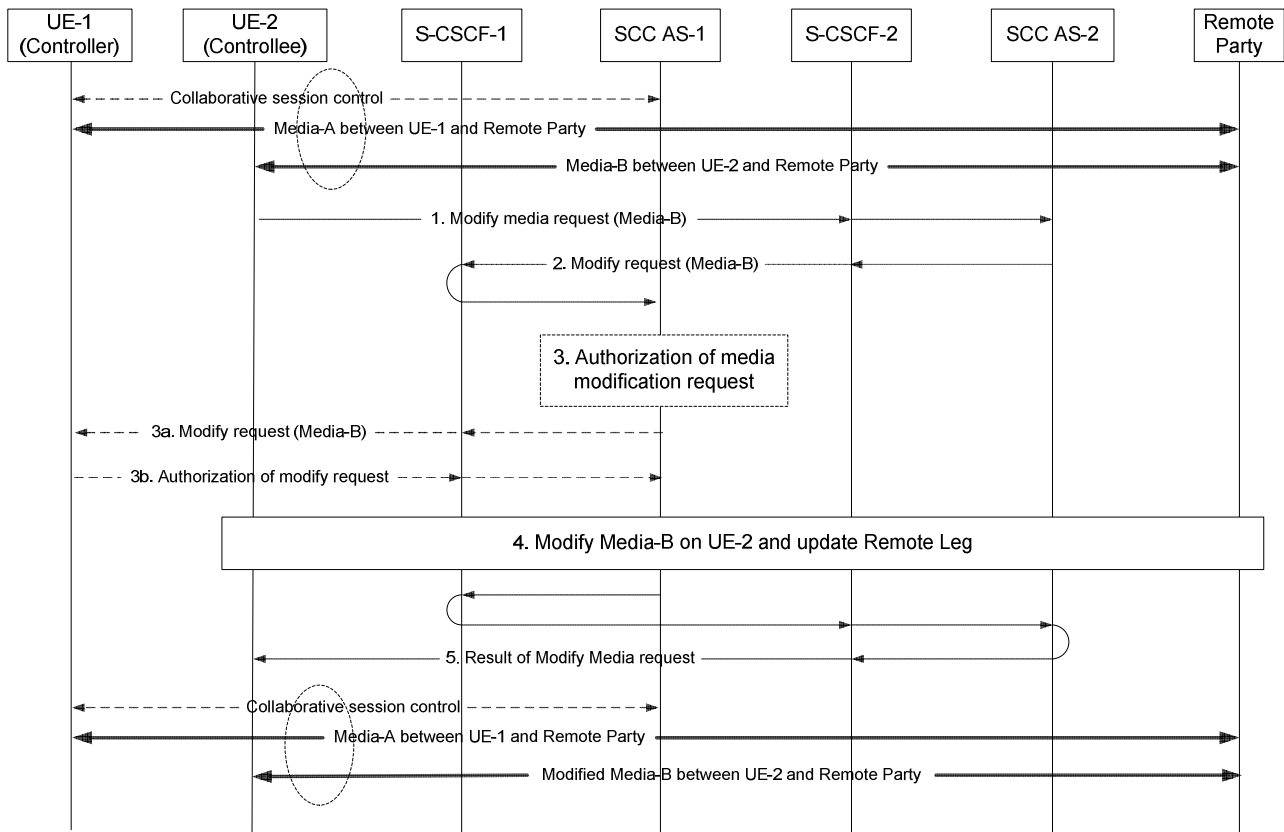 UE-1
(Controller)
UE-2
(Controllee)
S-CSCF-1
SCC AS-1
S-CSCF-2
SCC AS-2
Remote
Party
Collaborative session control
Media-A between UE-1 and Remote Party
Media-B between UE-2 and Remote Party
1. Modify media request (Media-B)
2. Modify request (Media-B)
3. Authorization of media
modification request
3a. Modify request (Media-B)
3b. Authorization of modify request
4. Modify Media-B on UE-2 and update Remote Leg
5. Result of Modify Media request
Collaborative session control
Media-A between UE-1 and Remote Party
Modified Media-B between UE-2 and Remote Party